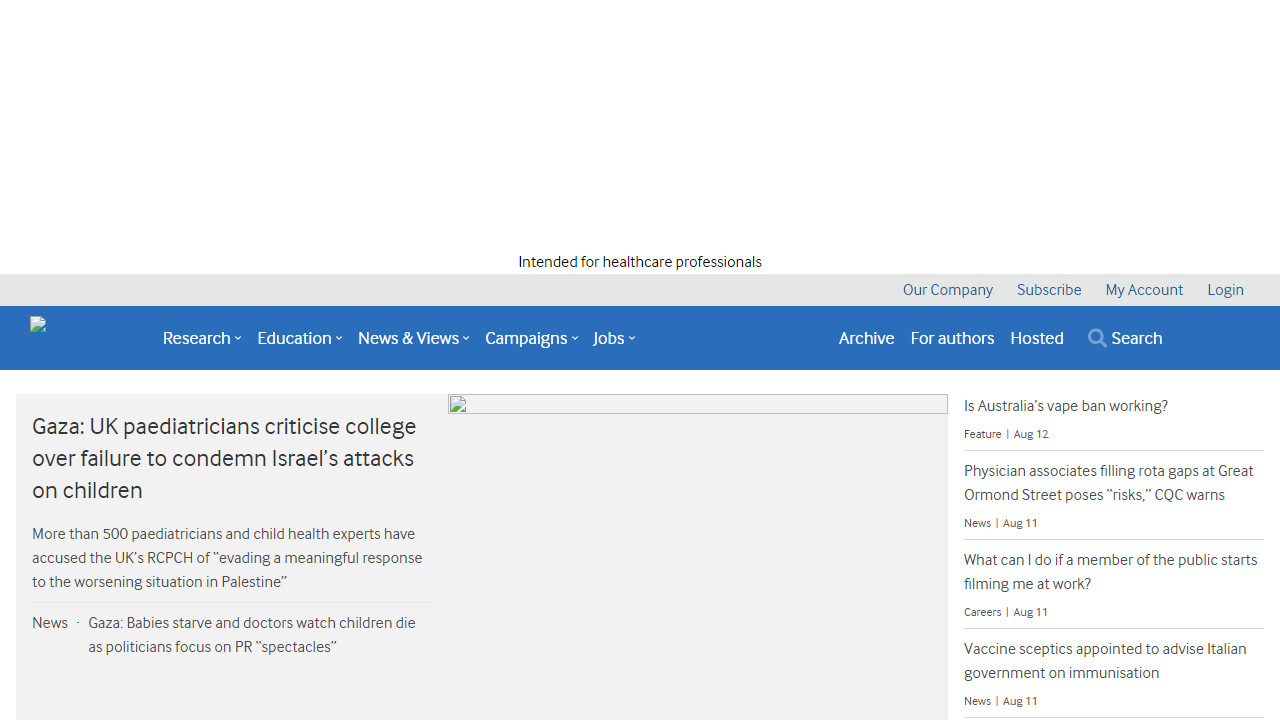 Intended for healthcare professionals
Our Company Subscribe My Account Login
Research Education News & Views Campaigns Jobs Archive For authors Hosted Search
Gaza: UK paediatricians criticise college
over failure to condemn Israel’s attacks
on children
More than 500 paediatricians and child health experts have
accused the UK’s RCPCH of “evading a meaningful response
to the worsening situation in Palestine”
News · Gaza: Babies starve and doctors watch children die
as politicians focus on PR “spectacles”
Is Australia’s vape ban working?
Feature | Aug 12
Physician associates filling rota gaps at Great
Ormond Street poses “risks,” CQC warns
News | Aug 11
What can I do if a member of the public starts
filming me at work?
Careers | Aug 11
Vaccine sceptics appointed to advise Italian
government on immunisation
News | Aug 11